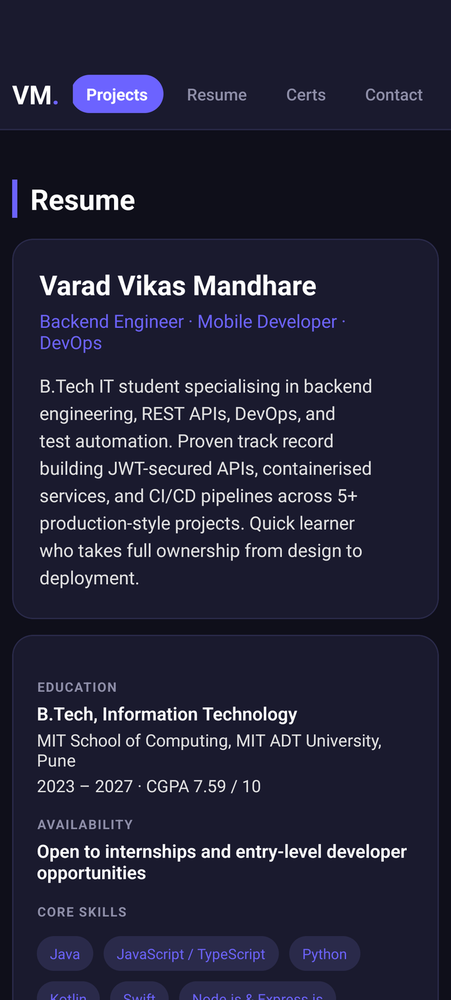 VM.
Projects
Resume
Certs
Contact
Resume
Varad Vikas Mandhare
Backend Engineer · Mobile Developer ·
DevOps
B.Tech IT student specialising in backend
engineering, REST APIs, DevOps, and
test automation. Proven track record
building JWT-secured APIs, containerised
services, and CI/CD pipelines across 5+
production-style projects. Quick learner
who takes full ownership from design to
deployment.
EDUCATION
B.Tech, Information Technology
MIT School of Computing, MIT ADT University,
Pune
2023 – 2027 · CGPA 7.59 / 10
AVAILABILITY
Open to internships and entry-level developer
opportunities
CORE SKILLS
Java
JavaScript / TypeScript
Python
Kotlin
Swift
Node.js & Express.js